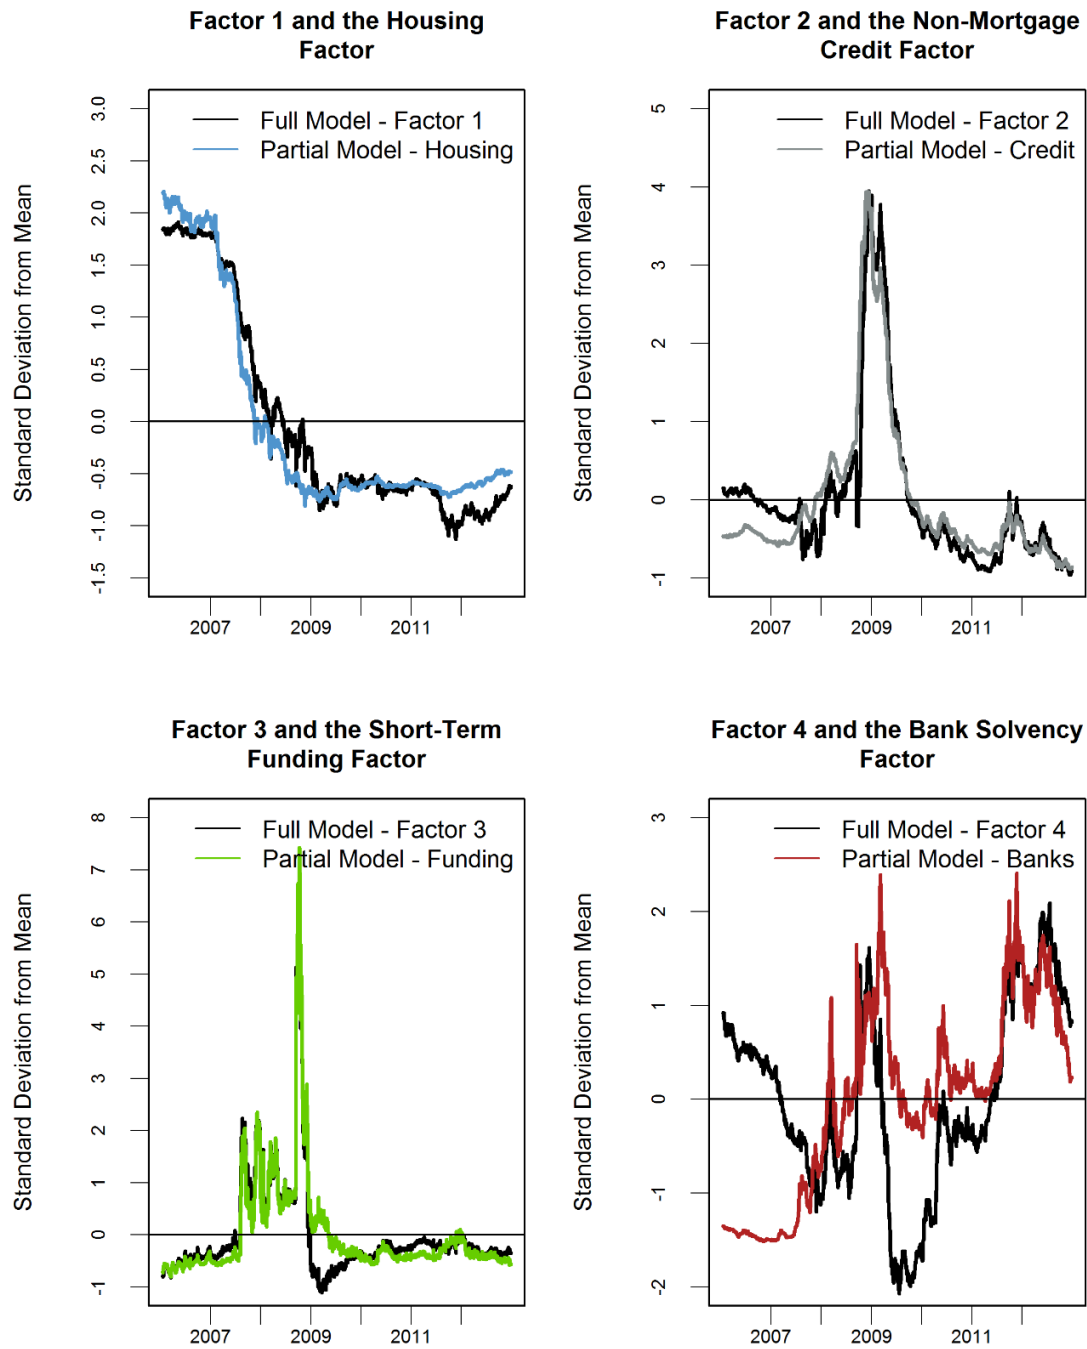 Factor 1 and the Housing
Factor
Standard Deviation from Mean
3.0
2.5
2.0
1.5
1.0
0.5
0.0
-0.5
-1.0
-1.5
Full Model - Factor 1
Partial Model - Housing
2007
2009
2011
Factor 2 and the Non-Mortgage
Credit Factor
Standard Deviation from Mean
5
4
3
2
1
0
-1
Full Model - Factor 2
Partial Model - Credit
2007
2009
2011
Factor 3 and the Short-Term
Funding Factor
Standard Deviation from Mean
8
7
6
5
4
3
2
1
0
-1
Full Model - Factor 3
Partial Model - Funding
2007
2009
2011
Factor 4 and the Bank Solvency
Factor
Standard Deviation from Mean
3
2
1
0
-1
-2
Full Model - Factor 4
Partial Model - Banks
2007
2009
2011